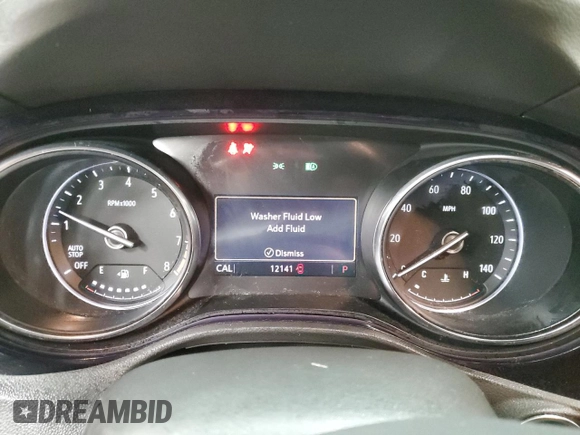 1 2 3 4 5 6 7 8
RPMx1000
AUTO
STOP
OFF
E F
Washer Fluid Low
Add Fluid
Dismiss
CAL 12141 P
20 40 60 80 100 120 140
MPH
C H
DREAMBID